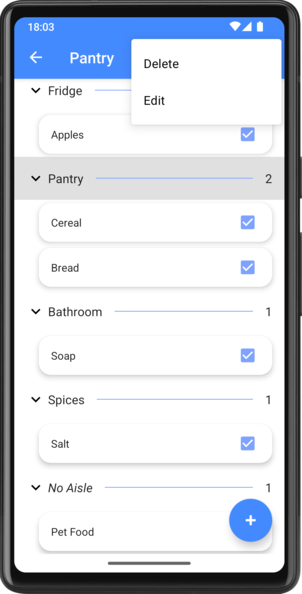 18:03
Pantry
Delete
Edit
Fridge
Apples
Pantry 2
Cereal
Bread
Bathroom 1
Soap
Spices 1
Salt
No Aisle 1
Pet Food